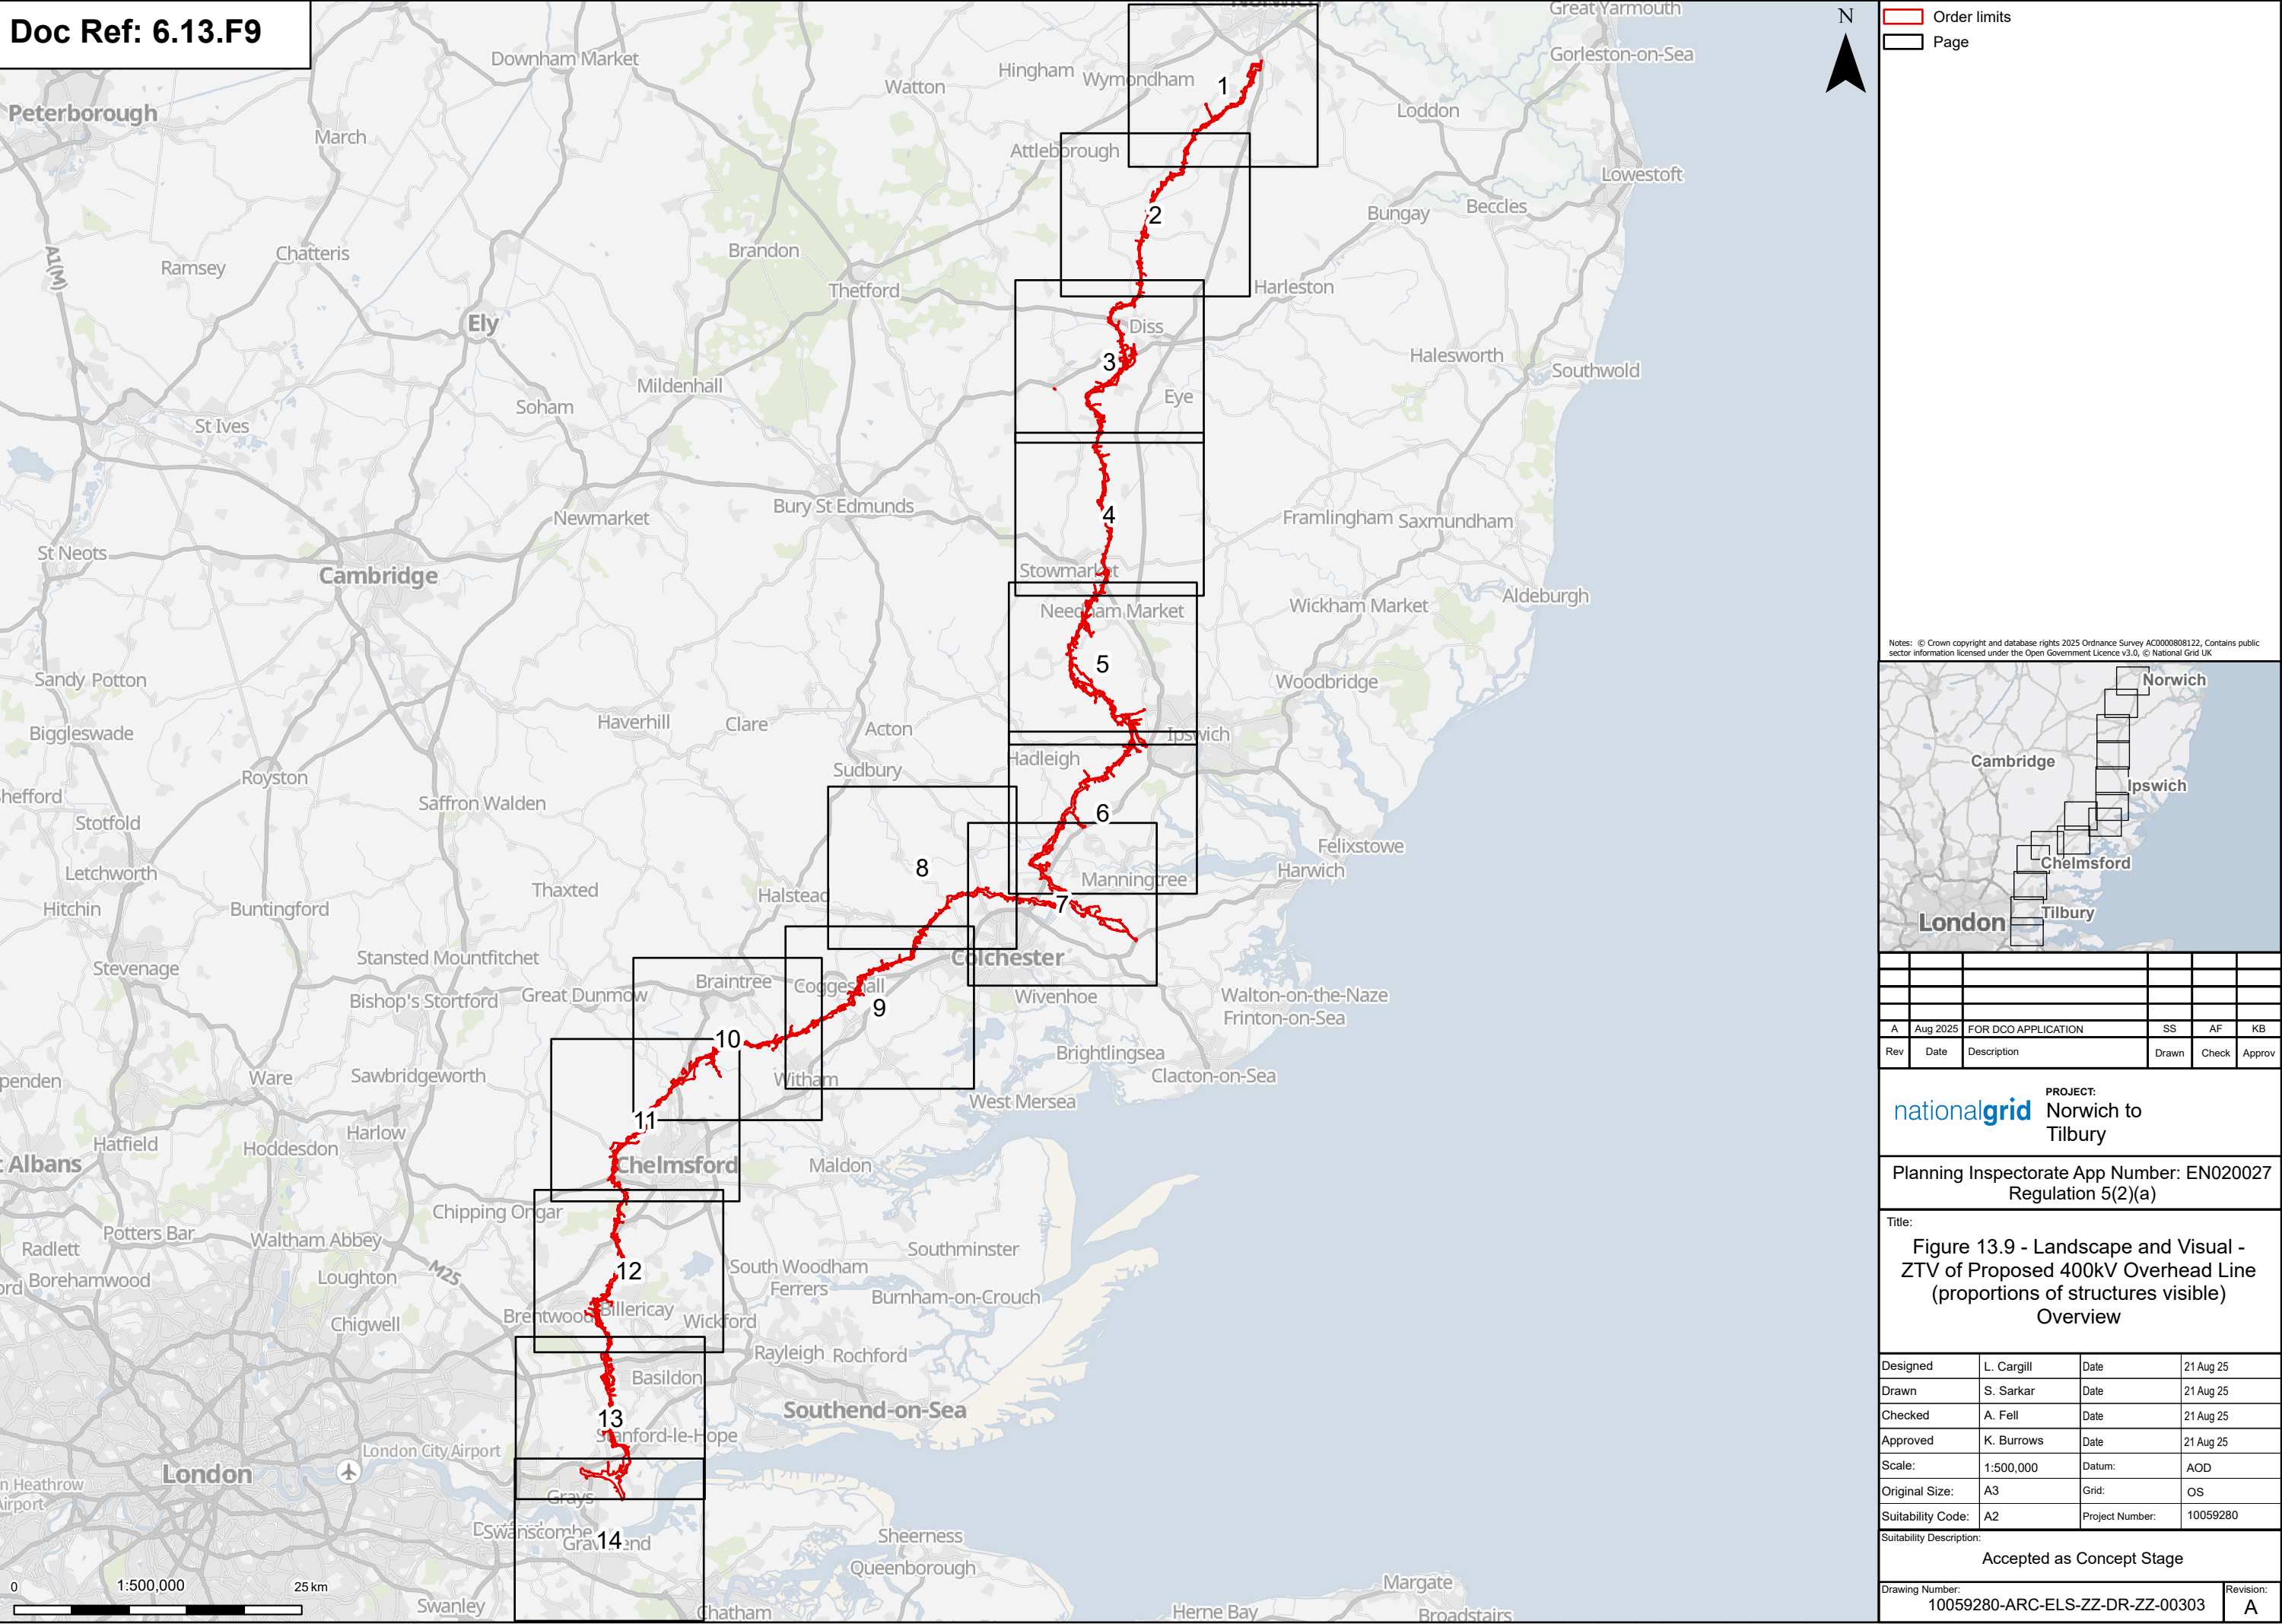 Doc Ref: 6.13.F9
Norwich
Great Yarmouth
N
Downham Market
Hingham
Wymondham
Gorleston-on-Sea
Watton
1
Peterborough
Loddon
March
Attleborough
Lowestoft
2
Bungay
Beccles
A1(M)
Chatteris
Brandon
Ramsey
Thetford
Harleston
Ely
Diss
3
Halesworth
Southwold
Mildenhall
Soham
Eye
St Ives
Bury St Edmunds
4
Newmarket
Framlingham
Saxmundham
St Neots
Cambridge
Stowmarket
Needham Market
Wickham Market
Aldeburgh
5
Sandy Potton
Woodbridge
Haverhill
Clare
Acton
Biggleswade
Ipswich
Hadleigh
Sudbury
Royston
hefford
Saffron Walden
6
Stotfold
Felixstowe
8
Letchworth
Harwich
Manningtree
Thaxted
Halstead
7
Hitchin
Buntingford
Stansted Mountfitchet
Colchester
Stevenage
Braintree
Coggeshall
Bishop's Stortford
Great Dunmow
Wivenhoe
Walton-on-the-Naze
9
Frinton-on-Sea
10
Brightlingsea
penden
Ware
Sawbridgeworth
Witham
Clacton-on-Sea
West Mersea
11
Hatfield
Harlow
Hoddesdon
t Albans
Chelmsford
Maldon
Chipping Ongar
Potters Bar
Waltham Abbey
Radlett
Southminster
12
South Woodham
Ferrers
M25
Loughton
ord
Borehamwood
Burnham-on-Crouch
Brentwood
Billericay
Wickford
Chigwell
Rayleigh
Rochford
Basildon
Southend-on-Sea
13
Stanford-le-Hope
London City Airport
London
n Heathrow
Airport
Grays
Swanscombe
14
Gravesend
Sheerness
Queenborough
0
1:500,000
25 km
Margate
Swanley
Chatham
Herne Bay
Broadstairs
Order limits
Page
Notes: © Crown copyright and database rights 2025 Ordnance Survey AC0000808122, Contains public
sector information licensed under the Open Government Licence v3.0, © National Grid UK
Norwich
Cambridge
Ipswich
Chelmsford
Tilbury
London
A Aug 2025 FOR DCO APPLICATION SS AF KB
Rev Date Description Drawn Check Approv
nationalgrid
PROJECT:
Norwich to
Tilbury
Planning Inspectorate App Number: EN020027
Regulation 5(2)(a)
Title:
Figure 13.9 - Landscape and Visual -
ZTV of Proposed 400kV Overhead Line
(proportions of structures visible)
Overview
Designed L. Cargill Date 21 Aug 25
Drawn S. Sarkar Date 21 Aug 25
Checked A. Fell Date 21 Aug 25
Approved K. Burrows Date 21 Aug 25
Scale: 1:500,000 Datum: AOD
Original Size: A3 Grid: OS
Suitability Code: A2 Project Number: 10059280
Suitability Description:
Accepted as Concept Stage
Drawing Number:
10059280-ARC-ELS-ZZ-DR-ZZ-00303
Revision:
A